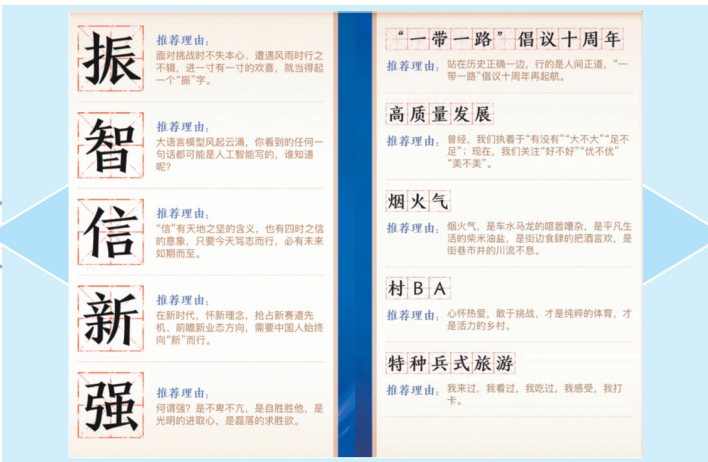 振
推荐理由：
面对挑战时不失本心、遭遇风雨时行之
不辍，进一寸有一寸的欢喜，就当得起
一个“振”字。
智
推荐理由：
大语言模型风起云涌，你看到的任何一
句话都可能是人工智能写的，谁知道
呢？
信
推荐理由：
“信”有天地之坚的含义，也有四时之信
的意象，只要今天笃志而行，必有未来
如期而至。
新
推荐理由：
在新时代，怀新理念，抢占新赛道先
机、前瞻新业态方向，需要中国人始终
向“新”而行。
强
推荐理由：
何谓强？是不卑不亢，是自胜胜他，是
光明的进取心，是磊落的求胜欲。
“一带一路”倡议十周年
推荐理由：站在历史正确一边，行的是人间正道，“一
带一路”倡议十周年再起航。
高质量发展
推荐理由：曾经，我们执着于“有没有”“大不大”“足不
足”；现在，我们关注“好不好”“优不优”
“美不美”。
烟火气
推荐理由：烟火气，是车水马龙的喧嚣嘈杂，是平凡生
活的柴米油盐，是街边食肆的把酒言欢，是
街巷市井的川流不息。
村BA
推荐理由：心怀热爱，敢于挑战，才是纯粹的体育，才
是活力的乡村。
特种兵式旅游
推荐理由：我来过，我看过，我吃过，我感受，我打
卡。